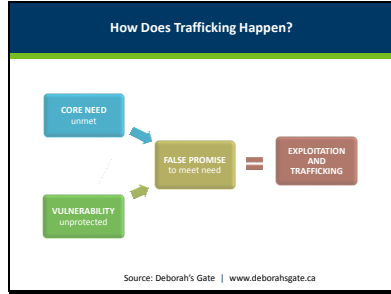 How Does Trafficking Happen?
CORE NEED
unmet
FALSE PROMISE
to meet need
=
EXPLOITATION
AND
TRAFFICKING
VULNERABILITY
unprotected
Source: Deborah's Gate | www.deborahsgate.ca